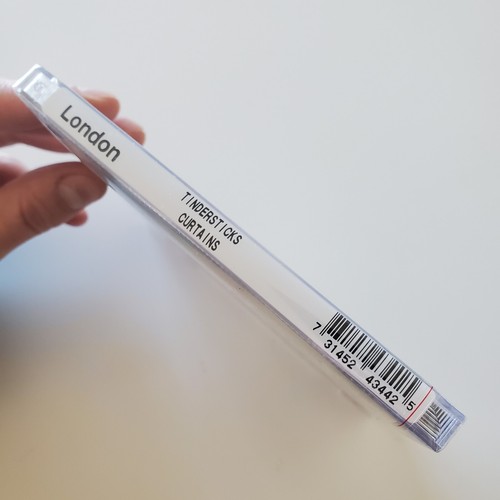 London
TINDERSTICKS
CURTAINS
7 31452 43442 5